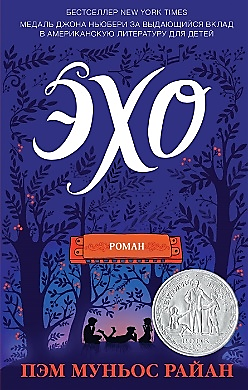 БЕСТСЕЛЛЕР NEW YORK TIMES
МЕДАЛЬ ДЖОНА НЬЮБЕРИ ЗА ВЫДАЮЩИЙСЯ ВКЛАД
В АМЕРИКАНСКУЮ ЛИТЕРАТУРУ ДЛЯ ДЕТЕЙ
ЭХО
РОМАН
ПЭМ МУНЬОС РАЙАН